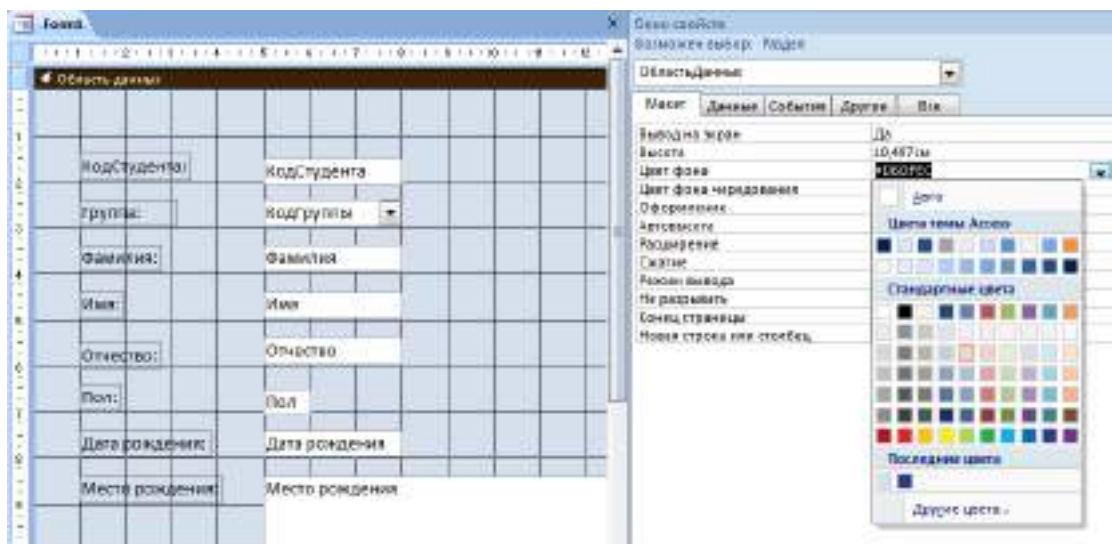 Область данных
КодСтудента:
КодСтудента
Группы:
КодГруппы
Фамилия:
Фамилия
Имя:
Имя
Отчество:
Отчество
Пол:
Пол
Дата рождения:
Дата рождения
Место рождения:
Место рождения
Окно свойств
Возможен выбор: Раздел
ОбластьДанных
Макет Данные События Другие Все
Вывод на экран Да
Высота 10,487см
Цвет фона
Цвет фона чередования
Оформление
Автовысота
Расширение
Сжатие
Режим вывода
Не разрывать
Конец страницы
Новая строка или столбец
Авто
Цвета темы Access
Стандартные цвета
Последние цвета
Другие цвета...